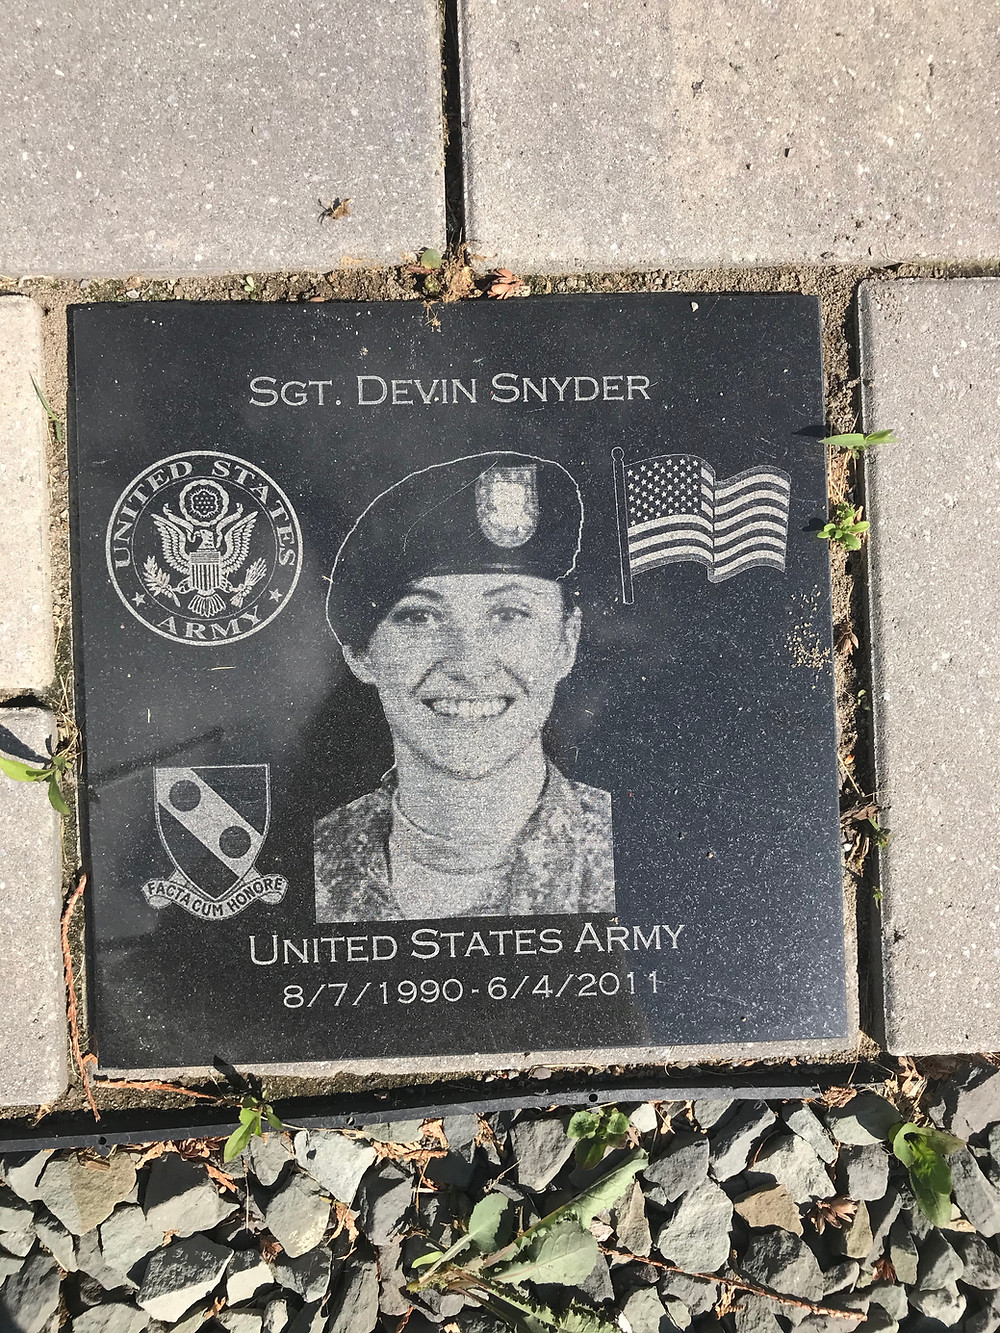 SGT. DEVIN SNYDER
UNITED STATES
ARMY
FACTA CUM HONORE
UNITED STATES ARMY
8/7/1990 - 6/4/2011